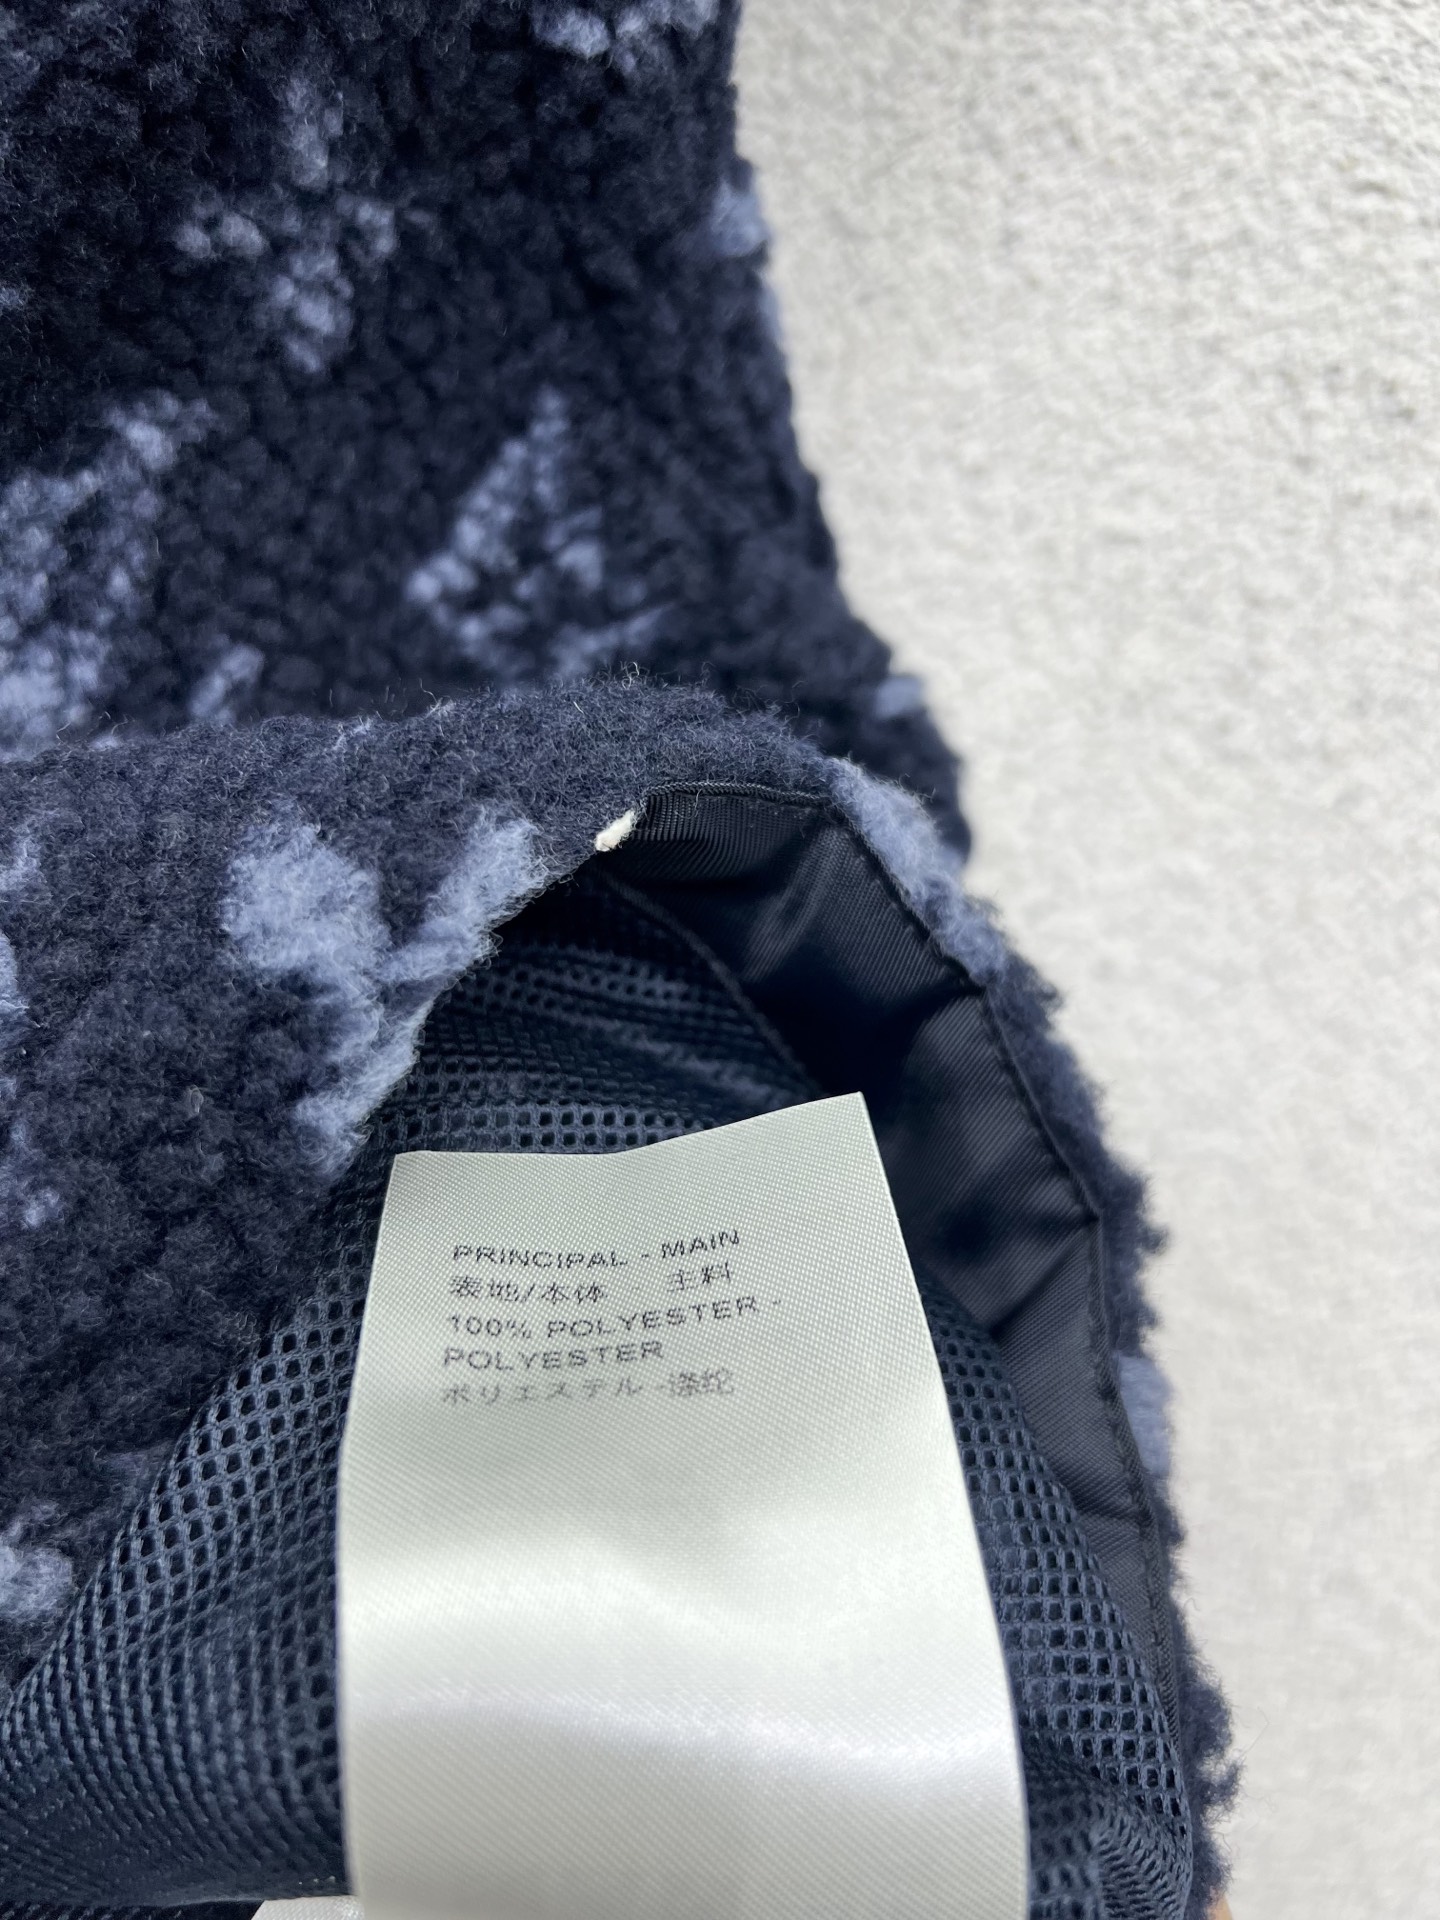 PRINCIPAL - MAIN
表地/本体 - 主料
100% POLYESTER -
POLYESTER
ポリエステル -涤纶